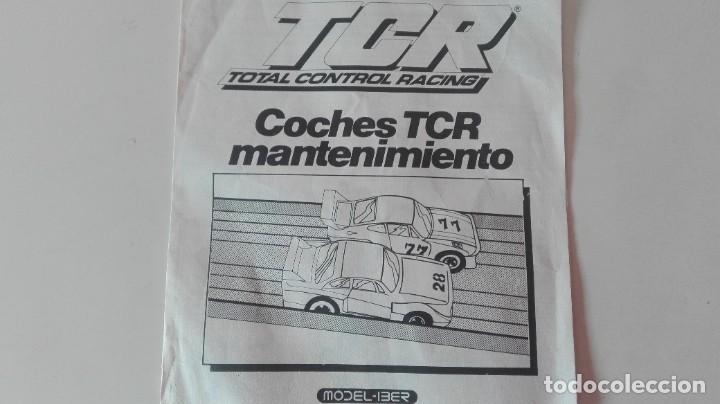 TCR®
TOTAL CONTROL RACING
Coches TCR
mantenimiento
77
77
28
MODEL-IBER
todocoleccion